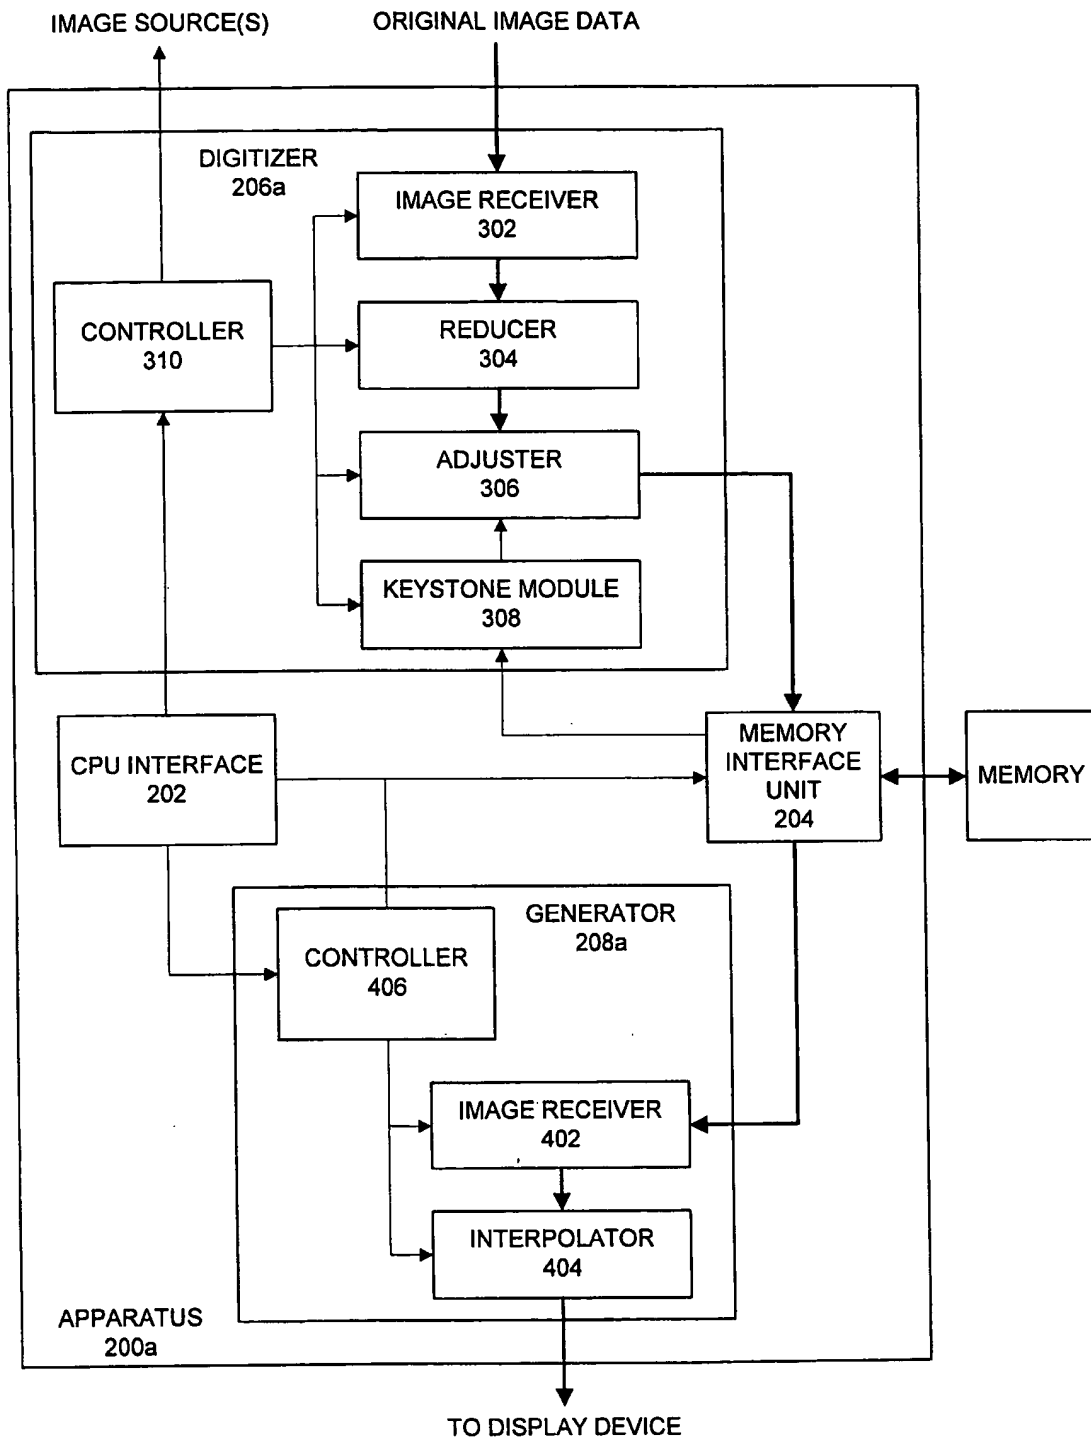 IMAGE SOURCE(S)
ORIGINAL IMAGE DATA
DIGITIZER
206a
IMAGE RECEIVER
302
CONTROLLER
310
REDUCER
304
ADJUSTER
306
KEYSTONE MODULE
308
CPU INTERFACE
202
MEMORY
INTERFACE
UNIT
204
MEMORY
GENERATOR
208a
CONTROLLER
406
IMAGE RECEIVER
402
INTERPOLATOR
404
APPARATUS
200a
TO DISPLAY DEVICE